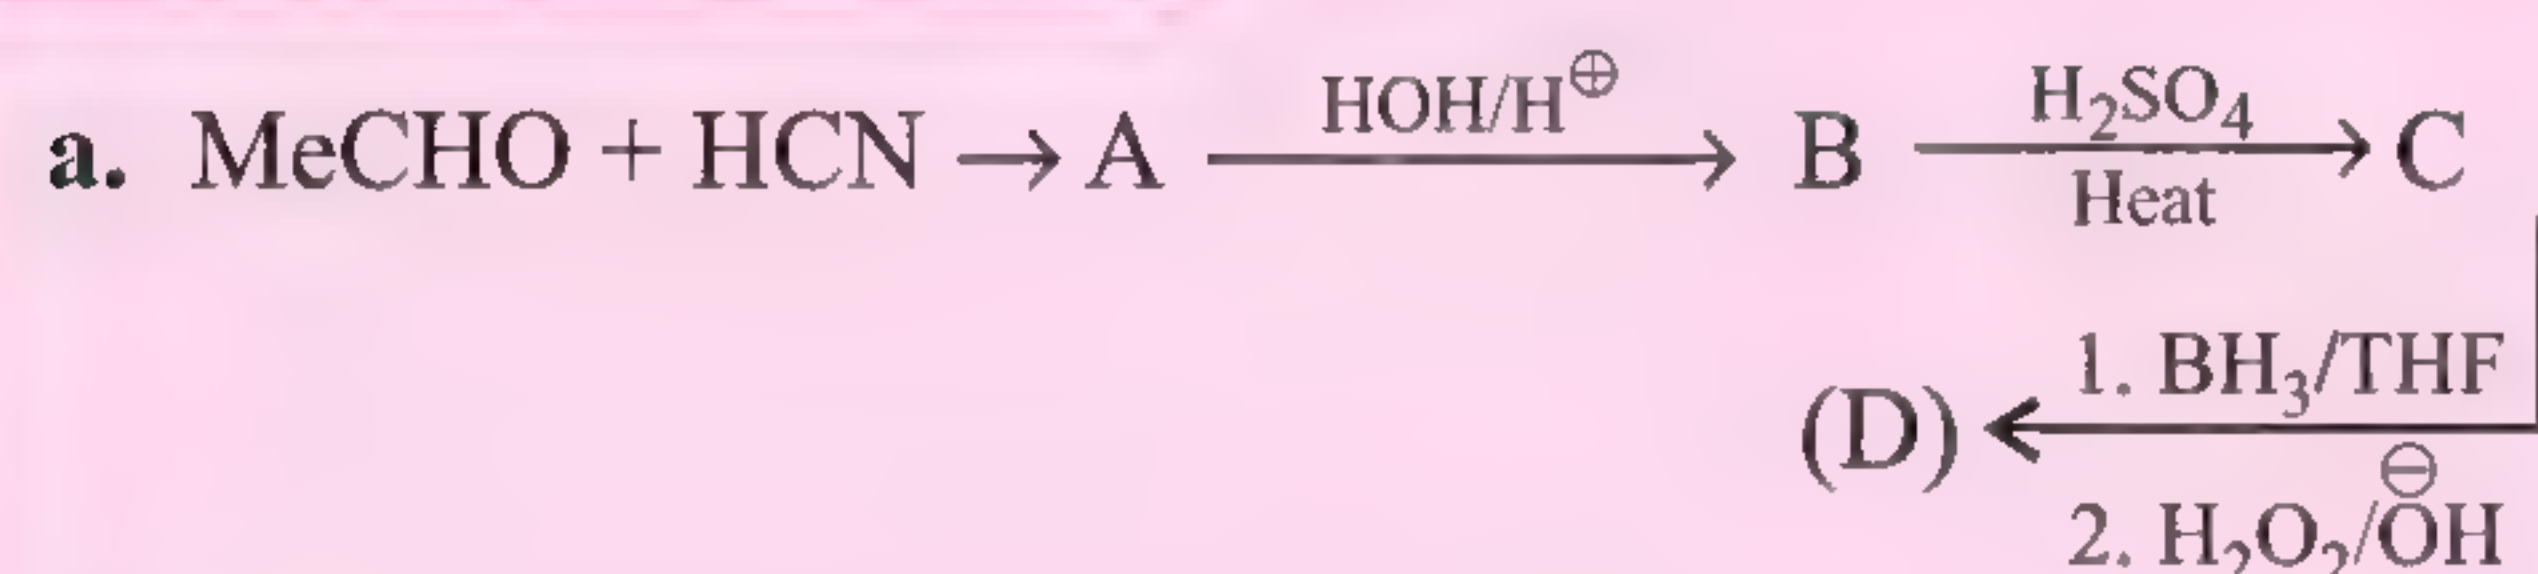 a. MeCHO + HCN → A HOH/H⊕ → B H₂SO₄ Heat → C
(D) ← 1. BH₃/THF
2. H₂O₂/⊖OH